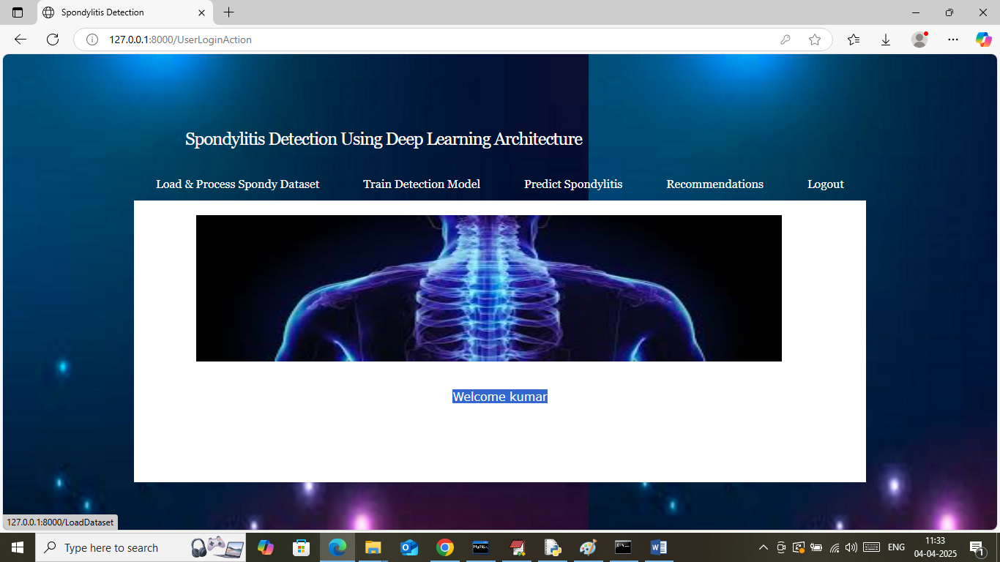 Spondylitis Detection
127.0.0.1:8000/UserLoginAction
Spondylitis Detection Using Deep Learning Architecture
Load & Process Spondy Dataset Train Detection Model Predict Spondylitis Recommendations Logout
Welcome kumar
127.0.0.1:8000/LoadDataset
Type here to search
ENG
11:33
04-04-2025
1